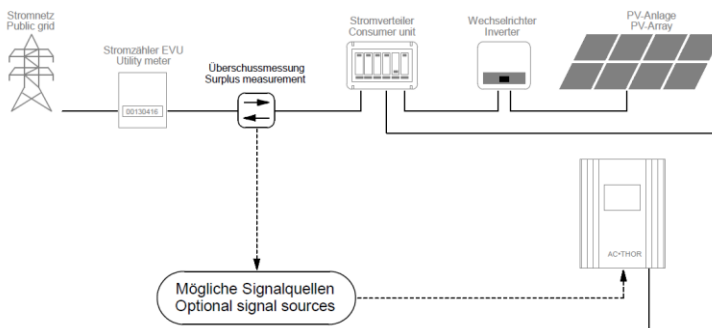 Stromnetz
Public grid
Stromzähler EVU
Utility meter
00130416
Überschussmessung
Surplus measurement
Stromverteiler
Consumer unit
Wechselrichter
Inverter
PV-Anlage
PV-Array
AC•THOR
Mögliche Signalquellen
Optional signal sources